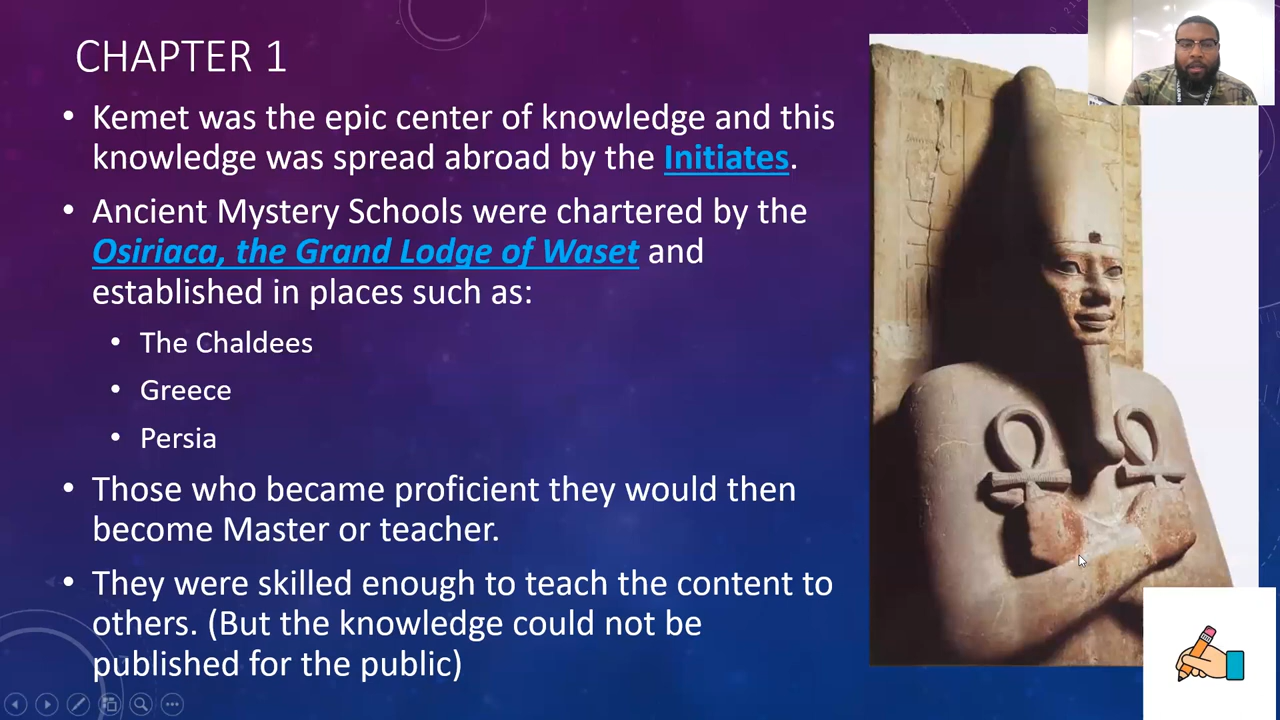 CHAPTER 1
• Kemet was the epic center of knowledge and this
knowledge was spread abroad by the Initiates.
• Ancient Mystery Schools were chartered by the
Osiriaca, the Grand Lodge of Waset and
established in places such as:
• The Chaldees
• Greece
• Persia
• Those who became proficient they would then
become Master or teacher.
• They were skilled enough to teach the content to
others. (But the knowledge could not be
published for the public)